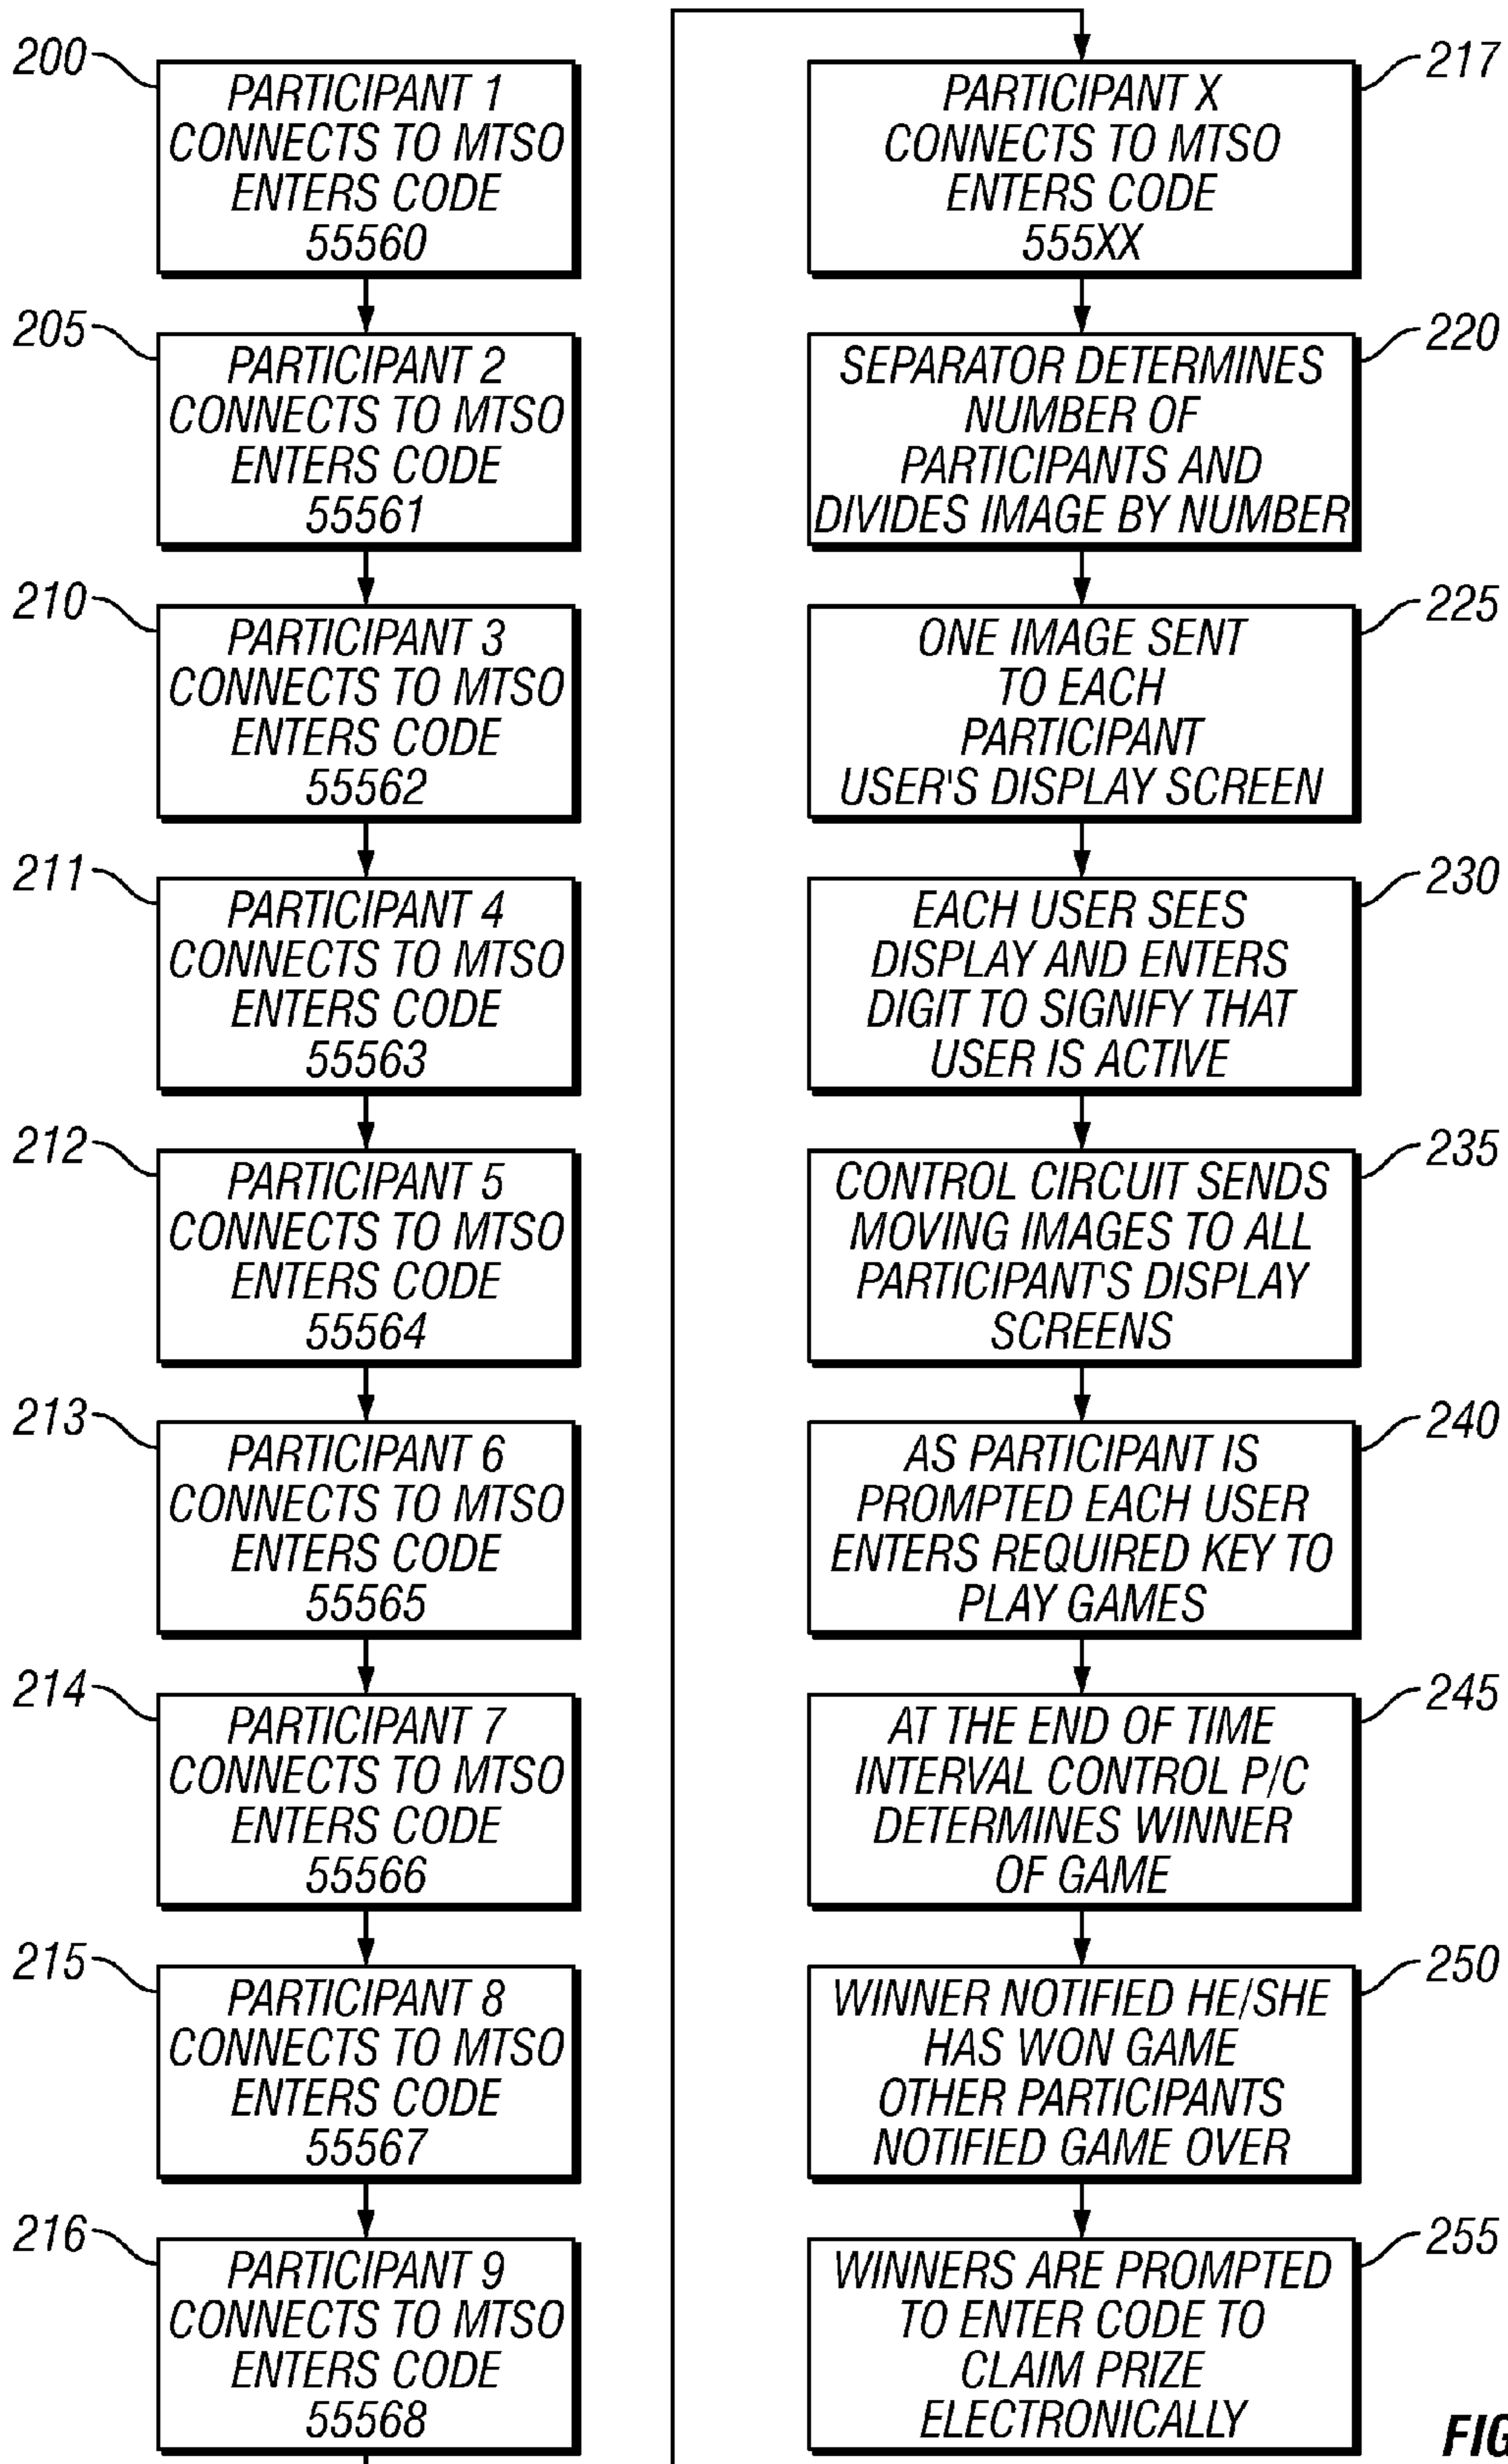 200
PARTICIPANT 1
CONNECTS TO MTSO
ENTERS CODE
55560
205
PARTICIPANT 2
CONNECTS TO MTSO
ENTERS CODE
55561
210
PARTICIPANT 3
CONNECTS TO MTSO
ENTERS CODE
55562
211
PARTICIPANT 4
CONNECTS TO MTSO
ENTERS CODE
55563
212
PARTICIPANT 5
CONNECTS TO MTSO
ENTERS CODE
55564
213
PARTICIPANT 6
CONNECTS TO MTSO
ENTERS CODE
55565
214
PARTICIPANT 7
CONNECTS TO MTSO
ENTERS CODE
55566
215
PARTICIPANT 8
CONNECTS TO MTSO
ENTERS CODE
55567
216
PARTICIPANT 9
CONNECTS TO MTSO
ENTERS CODE
55568
217
PARTICIPANT X
CONNECTS TO MTSO
ENTERS CODE
555XX
220
SEPARATOR DETERMINES
NUMBER OF
PARTICIPANTS AND
DIVIDES IMAGE BY NUMBER
225
ONE IMAGE SENT
TO EACH
PARTICIPANT
USER'S DISPLAY SCREEN
230
EACH USER SEES
DISPLAY AND ENTERS
DIGIT TO SIGNIFY THAT
USER IS ACTIVE
235
CONTROL CIRCUIT SENDS
MOVING IMAGES TO ALL
PARTICIPANT'S DISPLAY
SCREENS
240
AS PARTICIPANT IS
PROMPTED EACH USER
ENTERS REQUIRED KEY TO
PLAY GAMES
245
AT THE END OF TIME
INTERVAL CONTROL P/C
DETERMINES WINNER
OF GAME
250
WINNER NOTIFIED HE/SHE
HAS WON GAME
OTHER PARTICIPANTS
NOTIFIED GAME OVER
255
WINNERS ARE PROMPTED
TO ENTER CODE TO
CLAIM PRIZE
ELECTRONICALLY
FIG